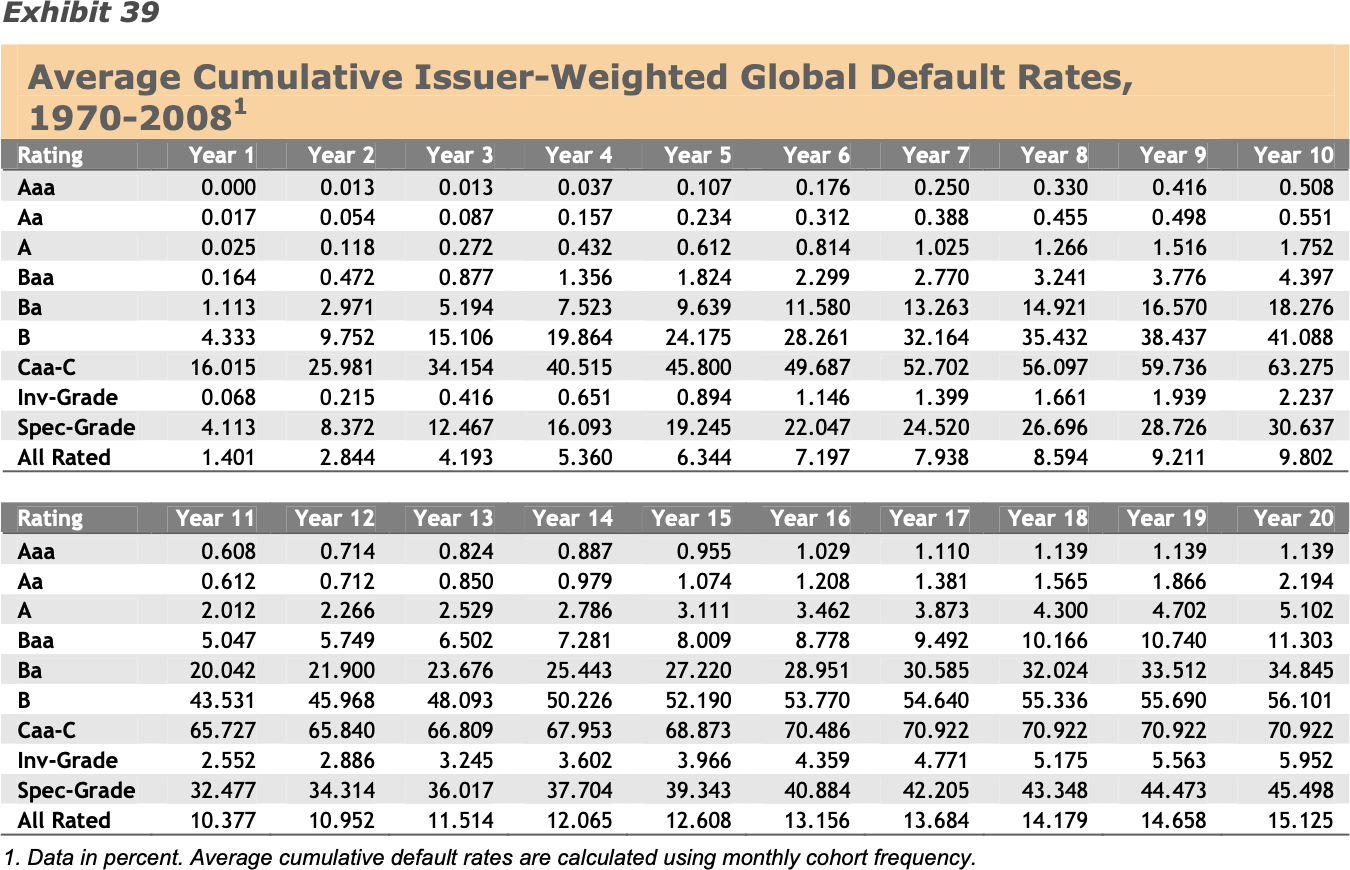 Exhibit 39
Average Cumulative Issuer-Weighted Global Default Rates,
1970-2008¹
Rating Year 1 Year 2 Year 3 Year 4 Year 5 Year 6 Year 7 Year 8 Year 9 Year 10
Aaa 0.000 0.013 0.013 0.037 0.107 0.176 0.250 0.330 0.416 0.508
Aa 0.017 0.054 0.087 0.157 0.234 0.312 0.388 0.455 0.498 0.551
A 0.025 0.118 0.272 0.432 0.612 0.814 1.025 1.266 1.516 1.752
Baa 0.164 0.472 0.877 1.356 1.824 2.299 2.770 3.241 3.776 4.397
Ba 1.113 2.971 5.194 7.523 9.639 11.580 13.263 14.921 16.570 18.276
B 4.333 9.752 15.106 19.864 24.175 28.261 32.164 35.432 38.437 41.088
Caa-C 16.015 25.981 34.154 40.515 45.800 49.687 52.702 56.097 59.736 63.275
Inv-Grade 0.068 0.215 0.416 0.651 0.894 1.146 1.399 1.661 1.939 2.237
Spec-Grade 4.113 8.372 12.467 16.093 19.245 22.047 24.520 26.696 28.726 30.637
All Rated 1.401 2.844 4.193 5.360 6.344 7.197 7.938 8.594 9.211 9.802
Rating Year 11 Year 12 Year 13 Year 14 Year 15 Year 16 Year 17 Year 18 Year 19 Year 20
Aaa 0.608 0.714 0.824 0.887 0.955 1.029 1.110 1.139 1.139 1.139
Aa 0.612 0.712 0.850 0.979 1.074 1.208 1.381 1.565 1.866 2.194
A 2.012 2.266 2.529 2.786 3.111 3.462 3.873 4.300 4.702 5.102
Baa 5.047 5.749 6.502 7.281 8.009 8.778 9.492 10.166 10.740 11.303
Ba 20.042 21.900 23.676 25.443 27.220 28.951 30.585 32.024 33.512 34.845
B 43.531 45.968 48.093 50.226 52.190 53.770 54.640 55.336 55.690 56.101
Caa-C 65.727 65.840 66.809 67.953 68.873 70.486 70.922 70.922 70.922 70.922
Inv-Grade 2.552 2.886 3.245 3.602 3.966 4.359 4.771 5.175 5.563 5.952
Spec-Grade 32.477 34.314 36.017 37.704 39.343 40.884 42.205 43.348 44.473 45.498
All Rated 10.377 10.952 11.514 12.065 12.608 13.156 13.684 14.179 14.658 15.125
1. Data in percent. Average cumulative default rates are calculated using monthly cohort frequency.